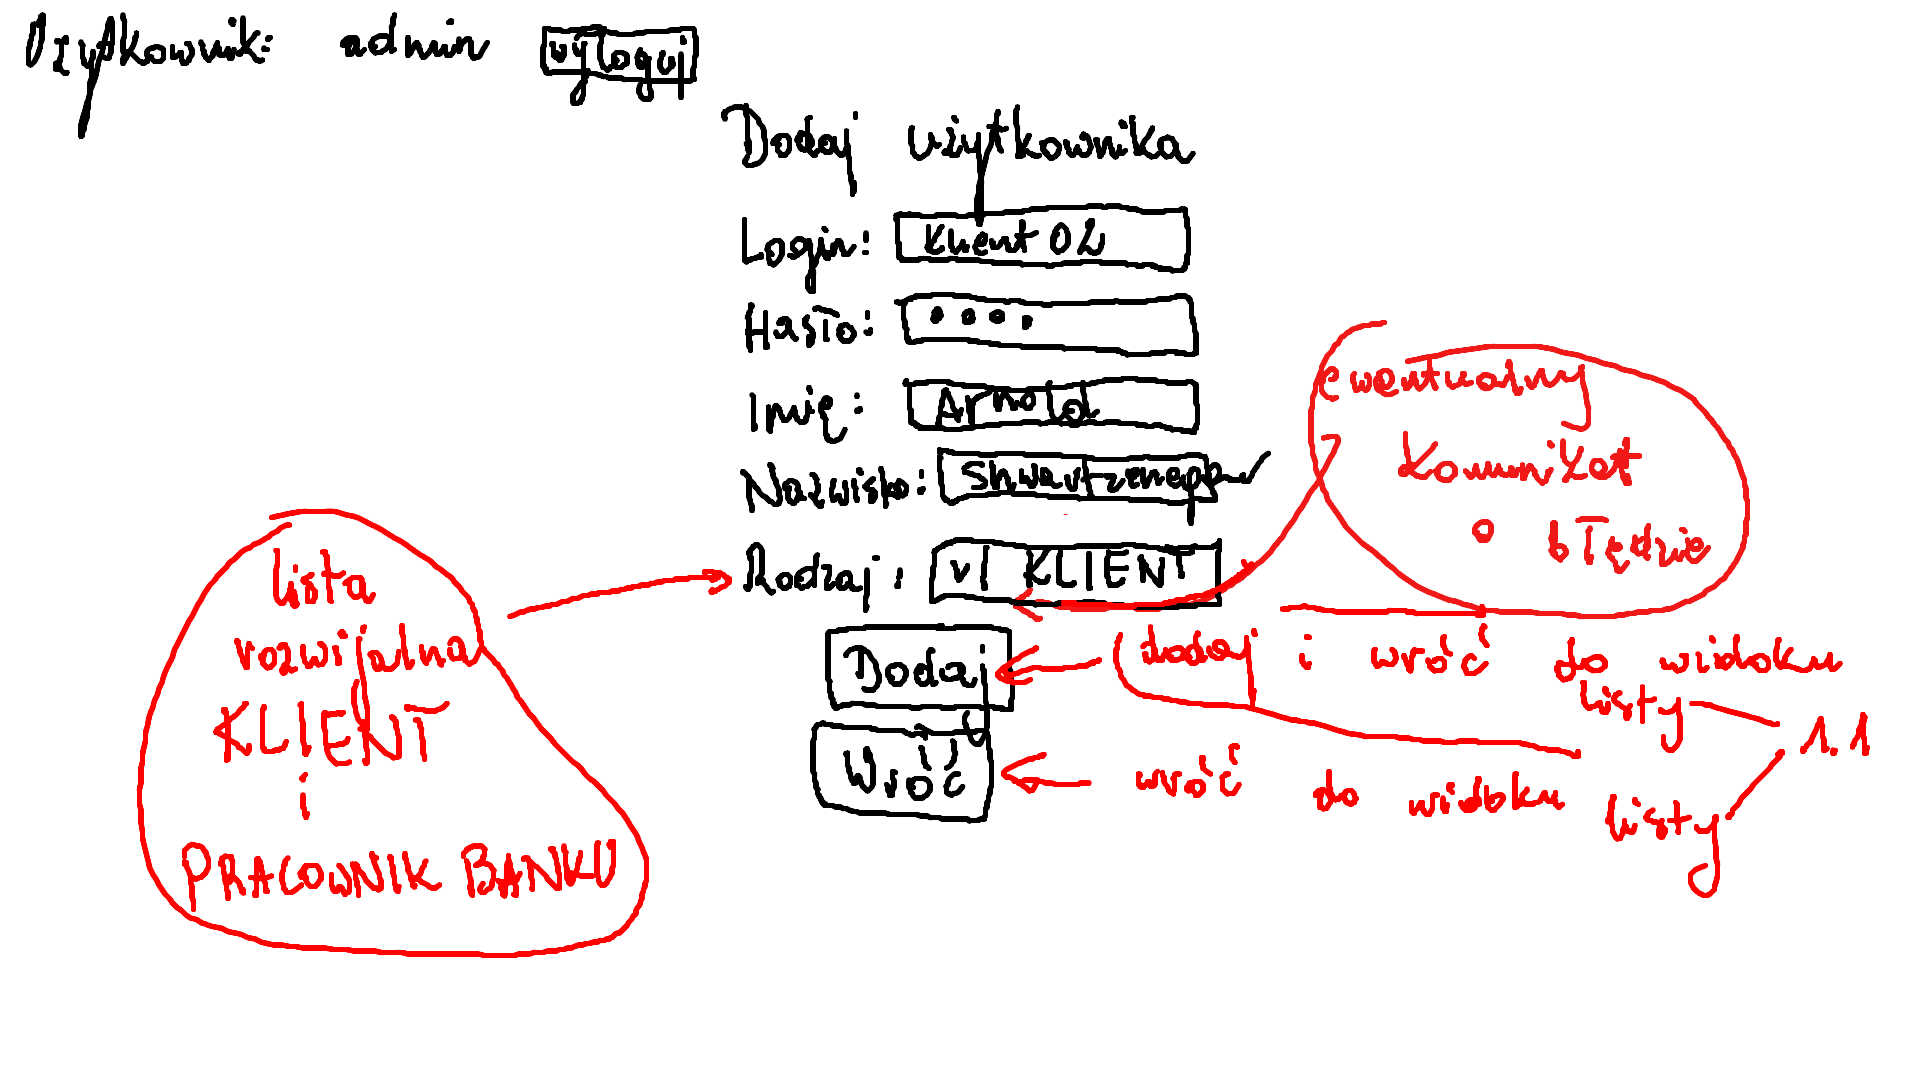 Użytkownik: admin wyloguj
Dodaj użytkownika
Login: Klient 02
Hasło: ••••
Imię: Arnold
Nazwisko: Shwartzneger
Rodzaj: v| KLIENT
Dodaj
Wróć
lista
rozwijalna
KLIENT
i
PRACOWNIK BANKU
ewentualny
komunikat
o błędzie
dodaj i wróć do widoku
listy
1.1
wróć do widoku
listy